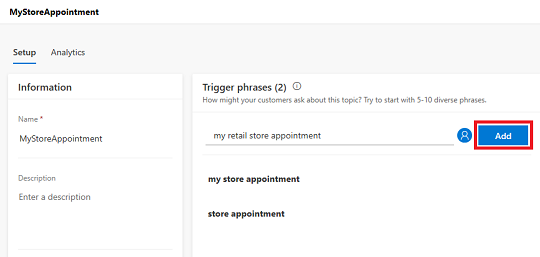 MyStoreAppointment
Setup Analytics
Information
Name *
MyStoreAppointment
Description
Enter a description
Trigger phrases (2)
How might your customers ask about this topic? Try to start with 5-10 diverse phrases.
my retail store appointment
Add
my store appointment
store appointment